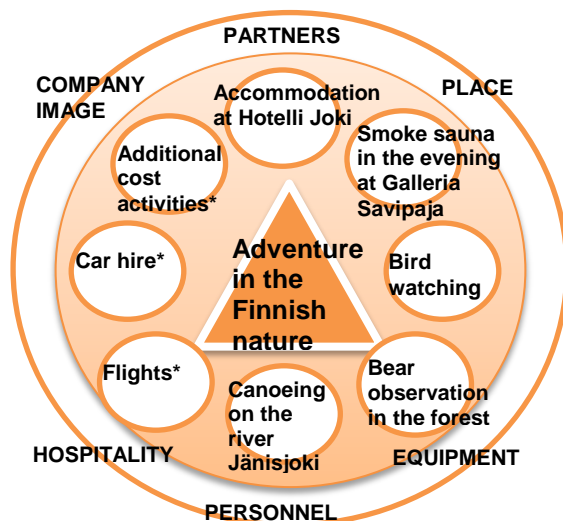 PARTNERS
COMPANY
IMAGE
PLACE
Accommodation
at Hotelli Joki
Smoke sauna
in the evening
at Galleria
Savipaja
Additional
cost
activities*
Car hire*
Adventure
in the
Finnish
nature
Bird
watching
Flights*
Canoeing
on the
river
Jänisjoki
Bear
observation
in the forest
HOSPITALITY
EQUIPMENT
PERSONNEL